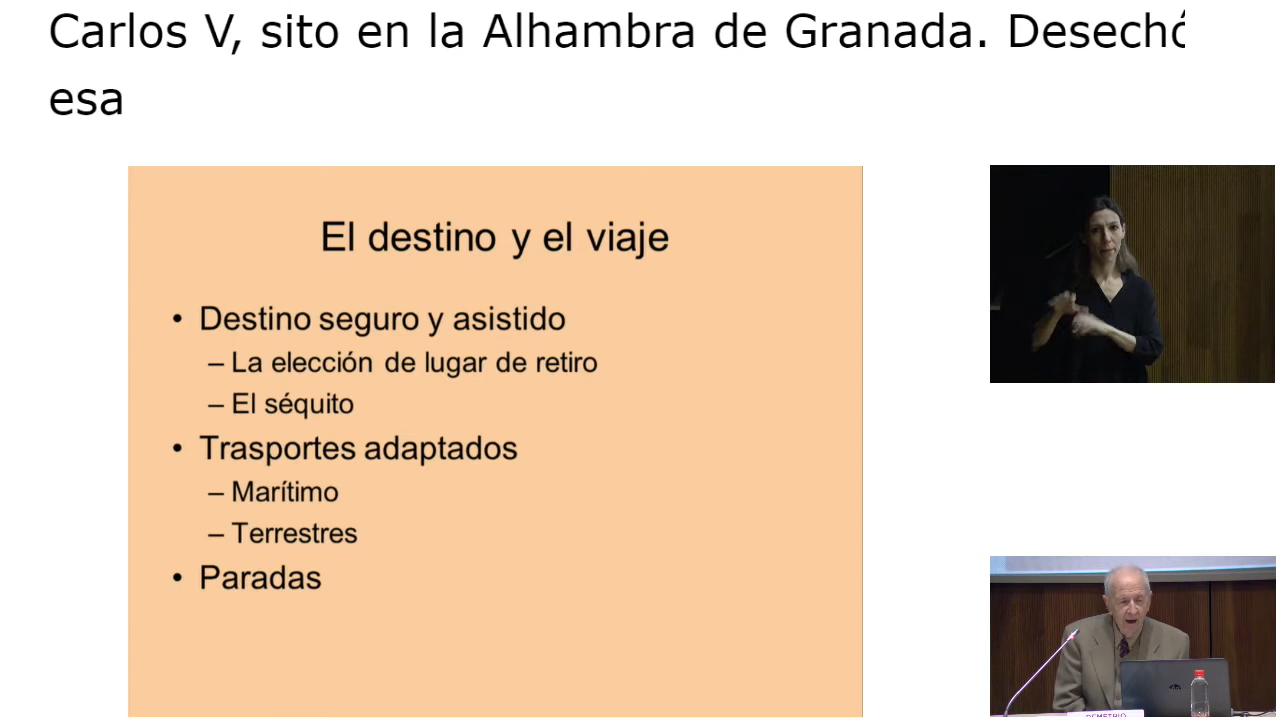 Carlos V, sito en la Alhambra de Granada. Desechó
esa
El destino y el viaje
• Destino seguro y asistido
– La elección de lugar de retiro
– El séquito
• Trasportes adaptados
– Marítimo
– Terrestres
• Paradas
DEMETRIO